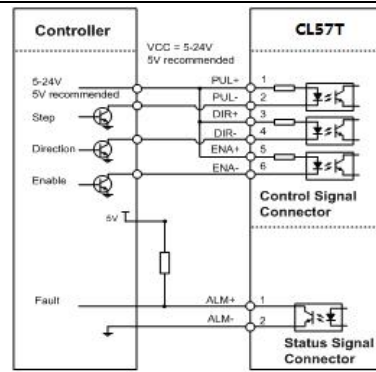 Controller
CL57T
VCC = 5-24V
5V recommended
5-24V
5V recommended
PUL+ 1
PUL- 2
Step
DIR+ 3
DIR- 4
Direction
ENA+ 5
ENA- 6
Enable
Control Signal
Connector
5V
Fault
ALM+ 1
ALM- 2
Status Signal
Connector